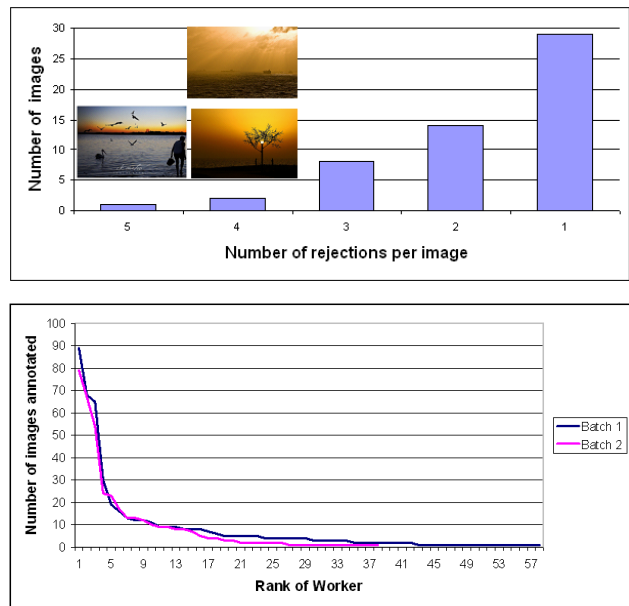 Number of images
30
25
20
15
10
5
0
5 4 3 2 1
Number of rejections per image
Number of images annotated
100
90
80
70
60
50
40
30
20
10
0
1 5 9 13 17 21 25 29 33 37 41 45 49 53 57
Rank of Worker
Batch 1
Batch 2